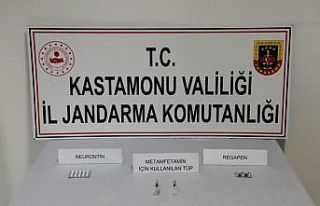 T.C.
KASTAMONU VALİLİĞİ
İL JANDARMA KOMUTANLIĞI
NEURONTIN
METAMFETAMİN
İÇİN KULLANILAN TÜP
REGAPEN